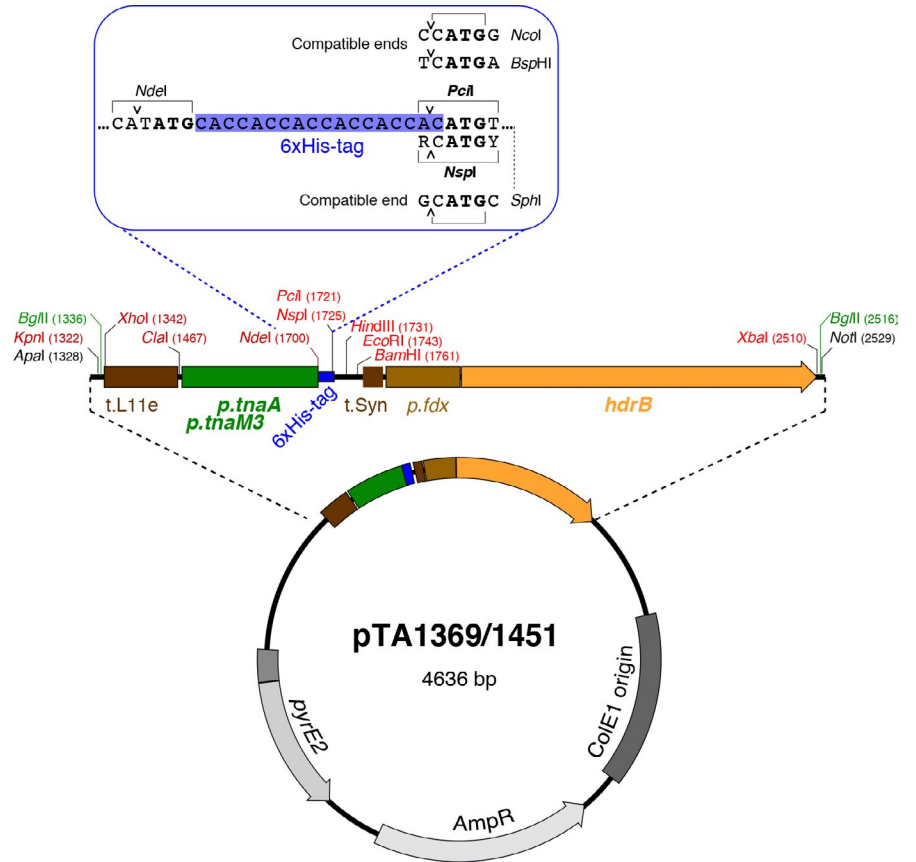 Compatible ends
CCATGG NcoI
TCATGA BspHI
NdeI
PciI
...CATATGCACCACCACCACCACCACATGT...
6xHis-tag
RCATGY
NspI
Compatible end GCATGC SphI
PciI (1721)
BglII (1336) XhoI (1342) NspI (1725) BglII (2516)
KpnI (1322) ClaI (1467) NdeI (1700) HindIII (1731) XbaI (2510) NotI (2529)
ApaI (1328) EcoRI (1743)
BamHI (1761)
t.L11e p.tnaA t.Syn p.fdx hdrB
p.tnaM3
6xHis-tag
pTA1369/1451
4636 bp
ColE1 origin
pyrE2
AmpR